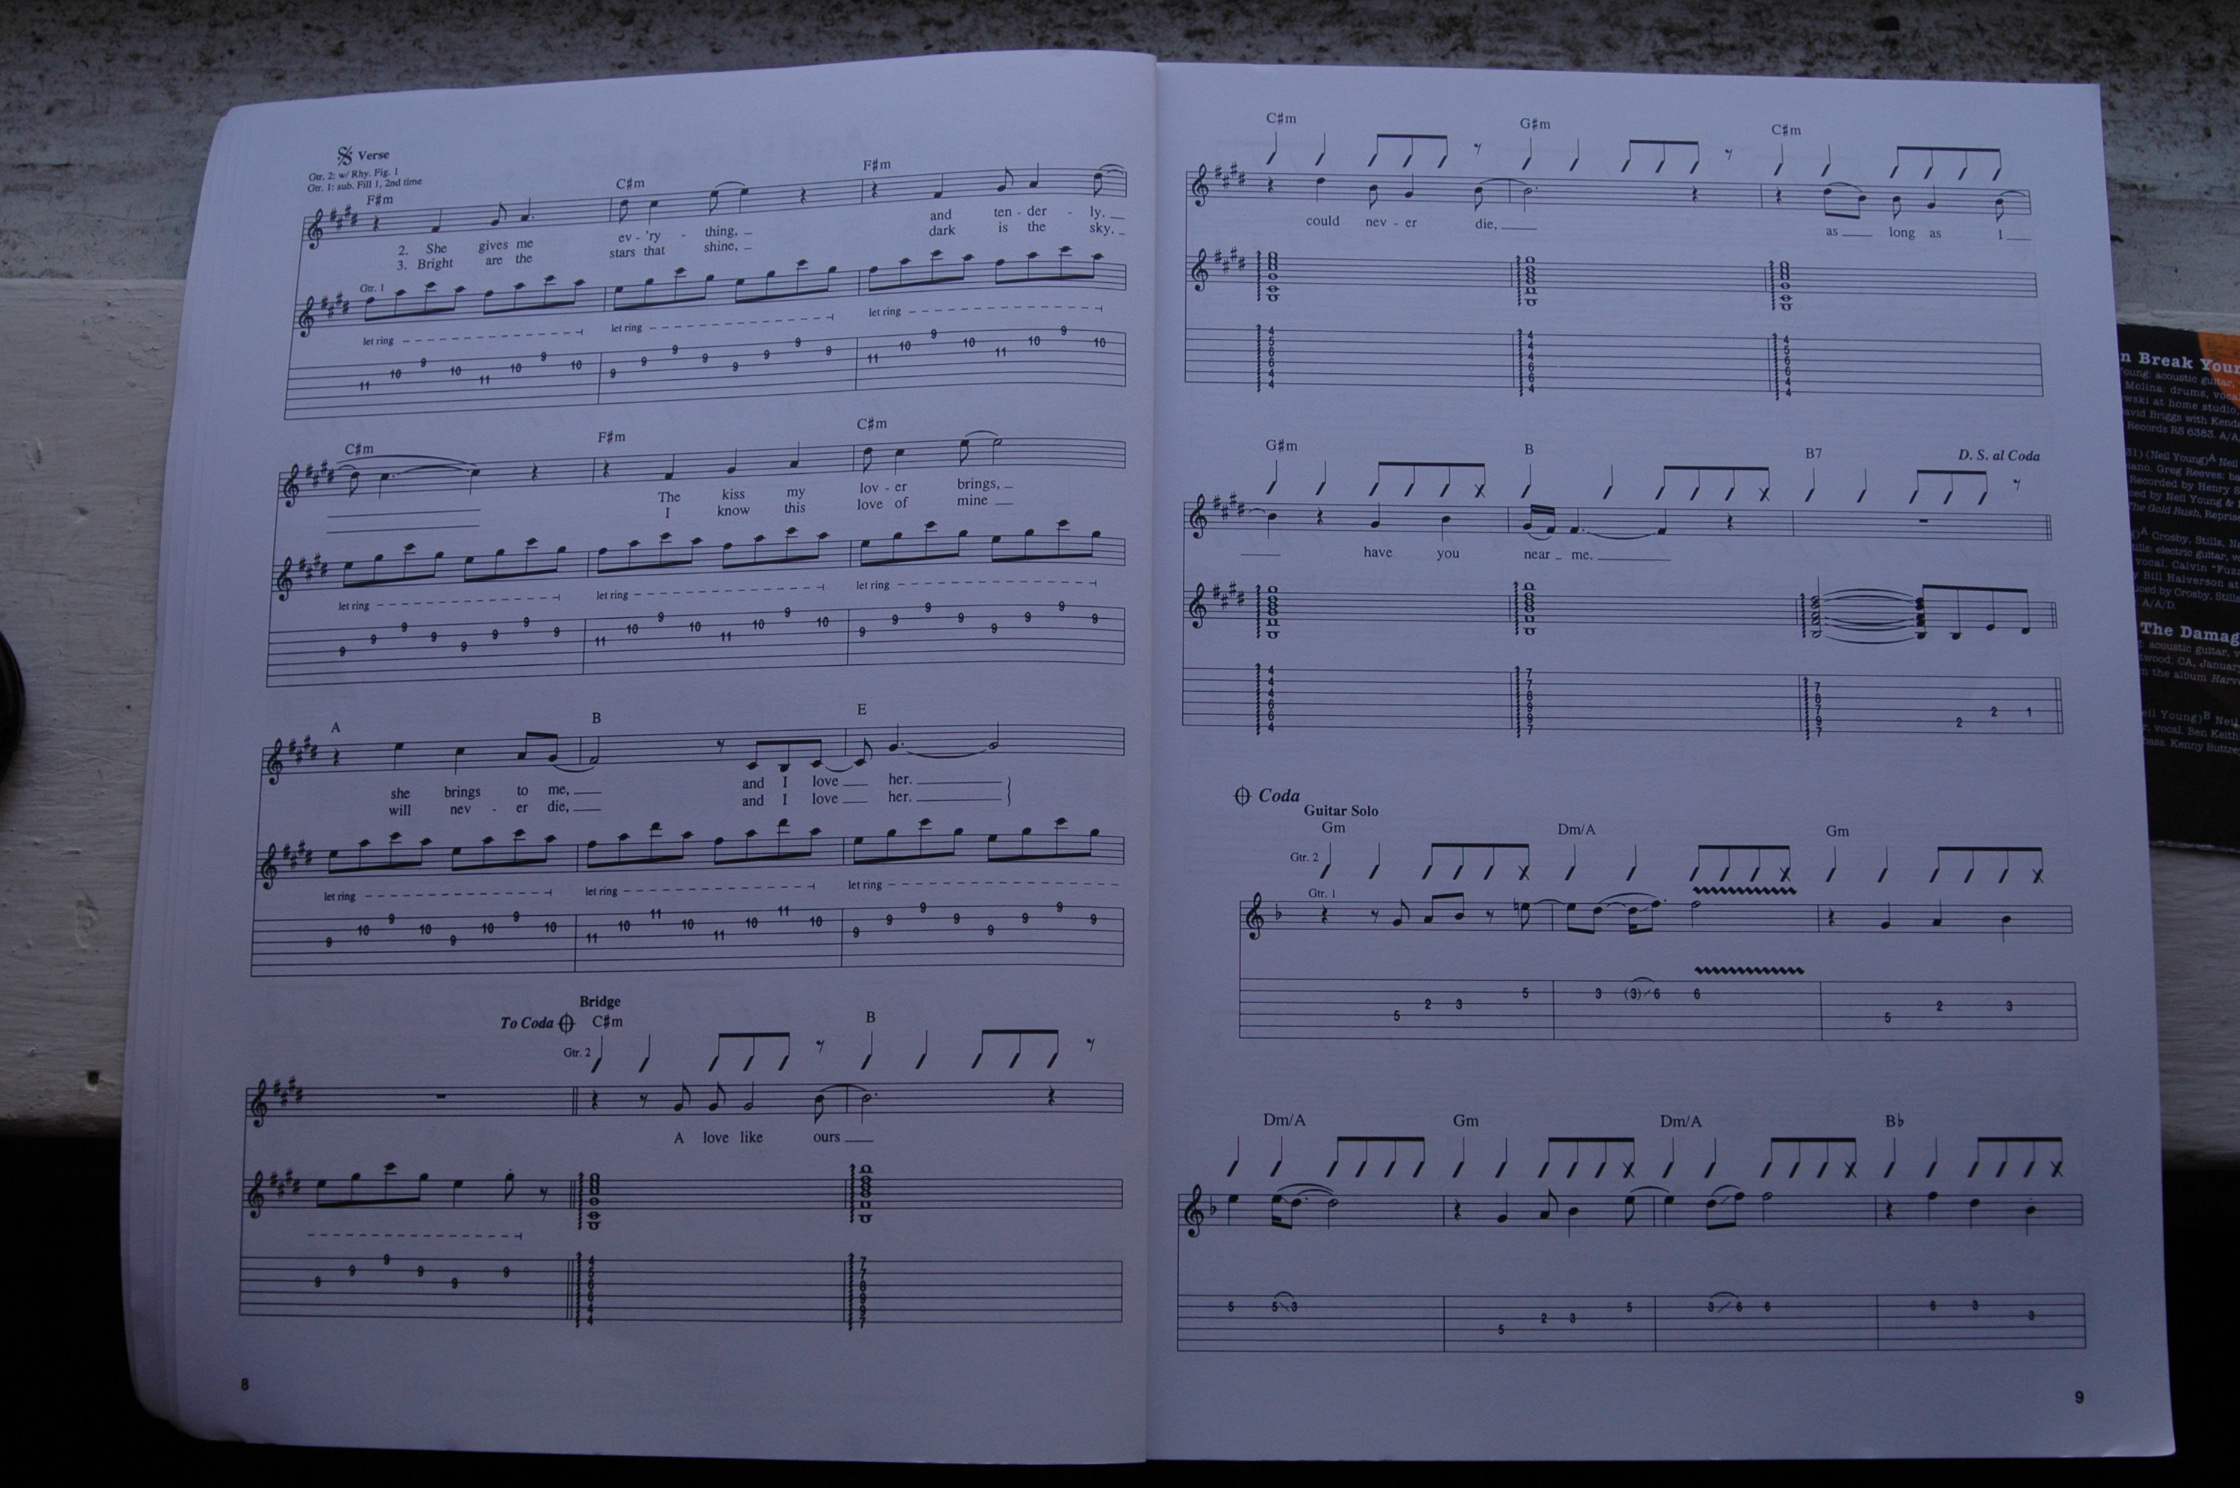 Verse
Gtr. 2: w/ Rhy. Fig. 1
Gtr. 1: sub. Fill 1, 2nd time
F♯m C♯m F♯m
2. She gives me ev - 'ry - thing, and ten - der - ly.
3. Bright are the stars that shine, dark is the sky.
Gtr. 1
let ring let ring let ring
11 10 9 10 11 10 9 10 9 9 9 9 9 9 9 9 11 10 9 10 11 10 9 10
C♯m F♯m C♯m
The kiss my lov - er brings,
I know this love of mine
let ring let ring let ring
9 9 9 9 9 9 9 9 11 10 9 10 11 10 9 10 9 9 9 9 9 9 9 9
A B E
she brings to me, and I love her.
will nev - er die, and I love her.
let ring let ring let ring
9 10 9 10 9 10 9 10 11 10 11 10 11 10 11 10 9 9 9 9 9 9 9 9
Bridge
To Coda C♯m B
Gtr. 2
A love like ours
9 9 9 9 9 9
4 7
5 7
6 8
6 9
4 9
4 7
8
C♯m G♯m C♯m
could nev - er die, as long as I
4 4 4
5 4 5
6 4 6
6 6 6
4 6 4
4 4 4
G♯m B B7 D. S. al Coda
have you near me.
4 7 7
4 7 8
4 8 7
6 9 9
6 9 7
4 7
2 2 1
Coda
Guitar Solo
Gm Dm/A Gm
Gtr. 2
Gtr. 1
5 2 3 5 3 (3) 6 6 5 2 3
Dm/A Gm Dm/A B♭
5 5 3 5 2 3 5 3 6 6 6 3 3
9
n Break Your
Young: acoustic guitar,
Molina: drums, voca
wski at home studio,
avid Briggs with Kend
Records RS 6383. A/A
(Neil Young)A Neil
iano. Greg Reeves: ba
Recorded by Henry S
ced by Neil Young &
The Gold Rush, Repris
Crosby, Stills, N
tills: electric guitar, v
vocal. Calvin "Fuzz
Bill Halverson at
uced by Crosby, Stills
A/A/D.
The Damag
acoustic guitar, v
wood, CA, January
m the album Harv
eil Young)B Ne
vocal. Ben Keith
bass. Kenny Buttre